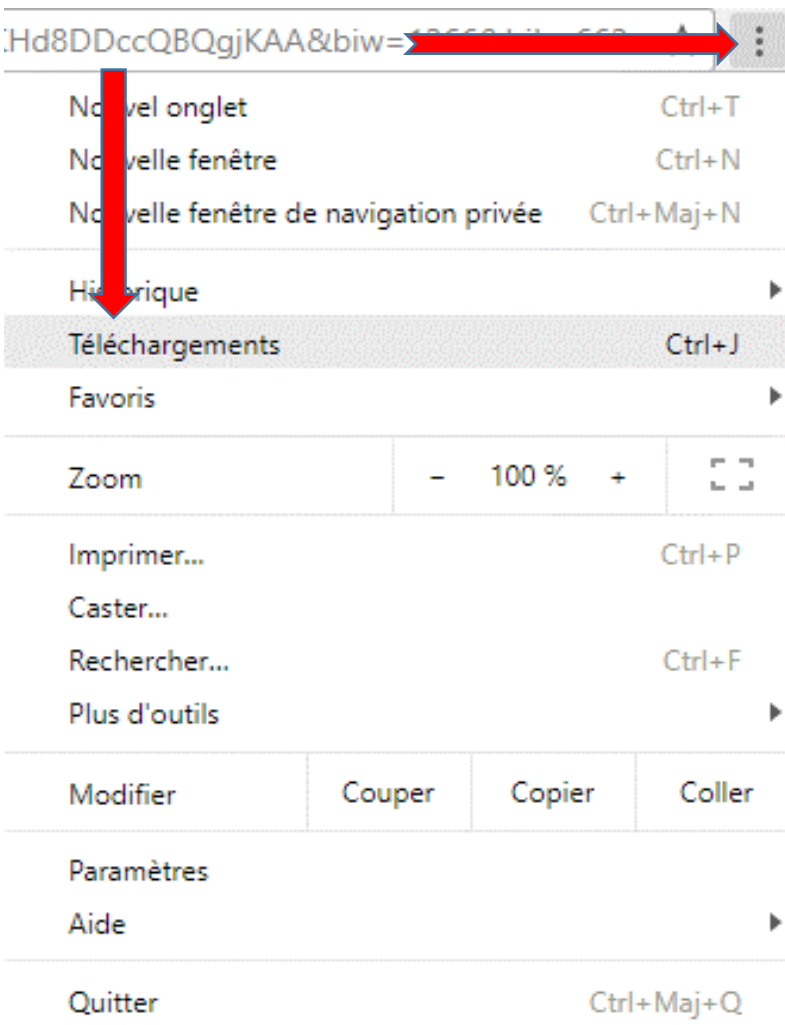 Hd8DDccQBQgjKAA&biw=
Nouvel onglet Ctrl+T
Nouvelle fenêtre Ctrl+N
Nouvelle fenêtre de navigation privée Ctrl+Maj+N
Historique
Téléchargements Ctrl+J
Favoris
Zoom – 100 % +
Imprimer... Ctrl+P
Caster...
Rechercher... Ctrl+F
Plus d'outils
Modifier Couper Copier Coller
Paramètres
Aide
Quitter Ctrl+Maj+Q